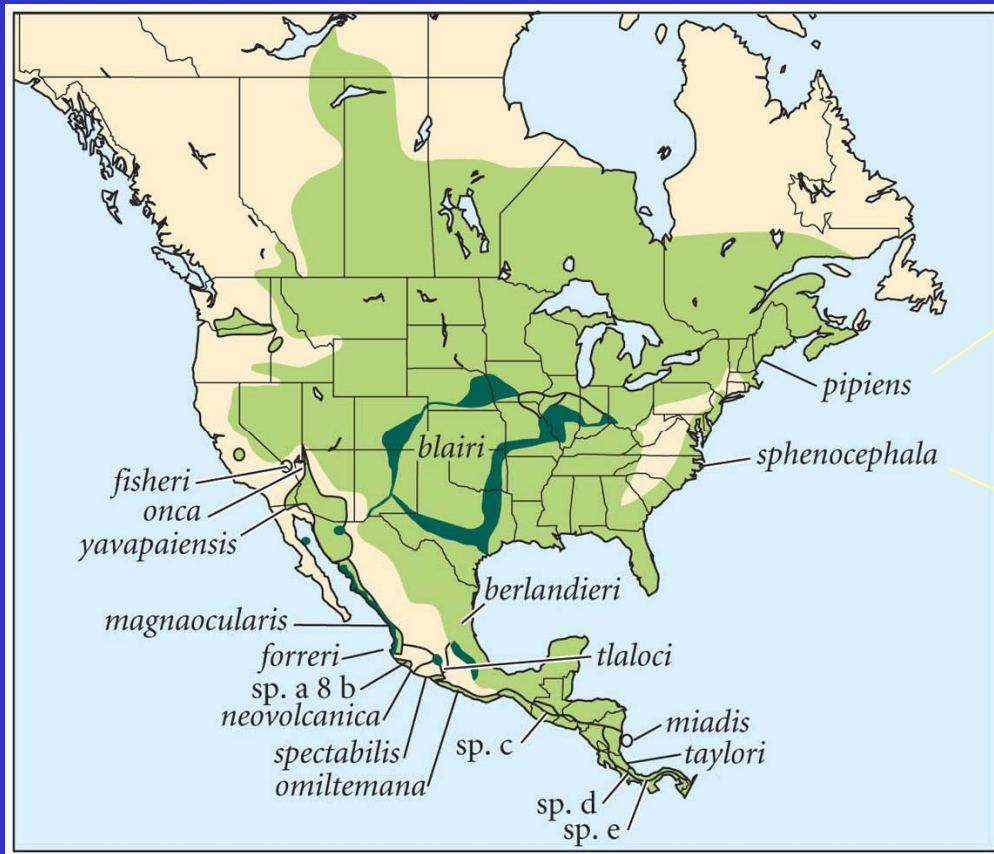 pipiens
blairi
sphenocephala
fisheri
onca
yavapaiensis
berlandieri
magnaocularis
forreri
tlaloci
sp. a 8 b
neovolcanica
miadis
sp. c
spectabilis
taylori
omiltemana
sp. d
sp. e